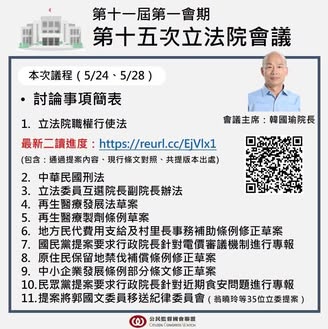 第十一屆第一會期
第十五次立法院會議
本次議程（5/24、5/28）
會議主席：韓國瑜院長
• 討論事項簡表
1. 立法院職權行使法
最新二讀進度：https://reurl.cc/EjVlx1
(包含：通過提案內容、現行條文對照、共提版本出處)
2. 中華民國刑法
3. 立法委員互選院長副院長辦法
4. 再生醫療發展法草案
5. 再生醫療製劑條例草案
6. 地方民代費用支給及村里長事務補助條例修正草案
7. 國民黨提案要求行政院長針對電價審議機制進行專報
8. 原住民保留地禁伐補償條例修正草案
9. 中小企業發展條例部分條文修正草案
10.民眾黨提案要求行政院長針對近期食安問題進行專報
11.提案將郭國文委員移送紀律委員會（翁曉玲等35位立委提案）
公民監督國會聯盟
CITIZEN CONGRESS WATCH